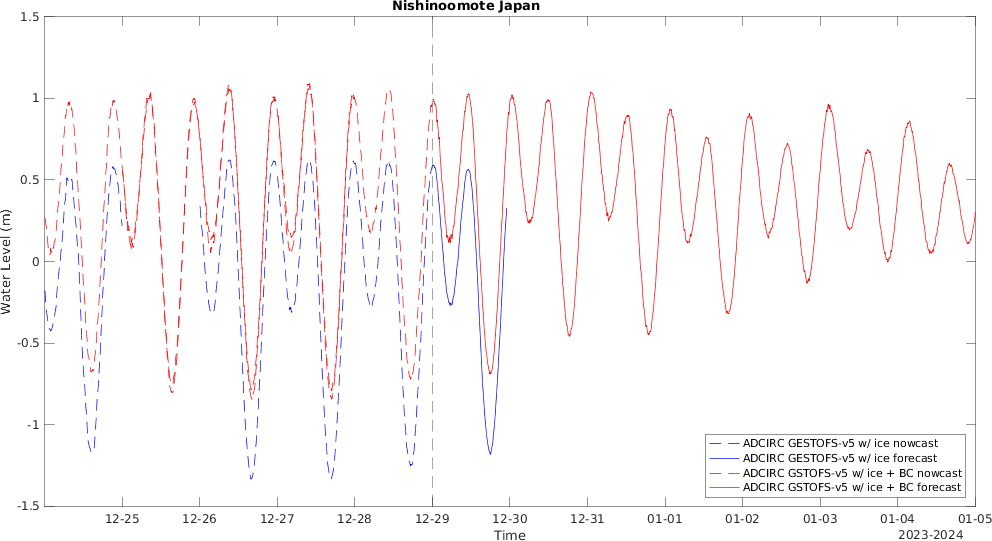 Nishinoomote Japan
1.5
1
0.5
0
-0.5
-1
-1.5
Water Level (m)
ADCIRC GESTOFS-v5 w/ ice nowcast
ADCIRC GESTOFS-v5 w/ ice forecast
ADCIRC GSTOFS-v5 w/ ice + BC nowcast
ADCIRC GSTOFS-v5 w/ ice + BC forecast
12-25 12-26 12-27 12-28 12-29 12-30 12-31 01-01 01-02 01-03 01-04 01-05
Time
2023-2024